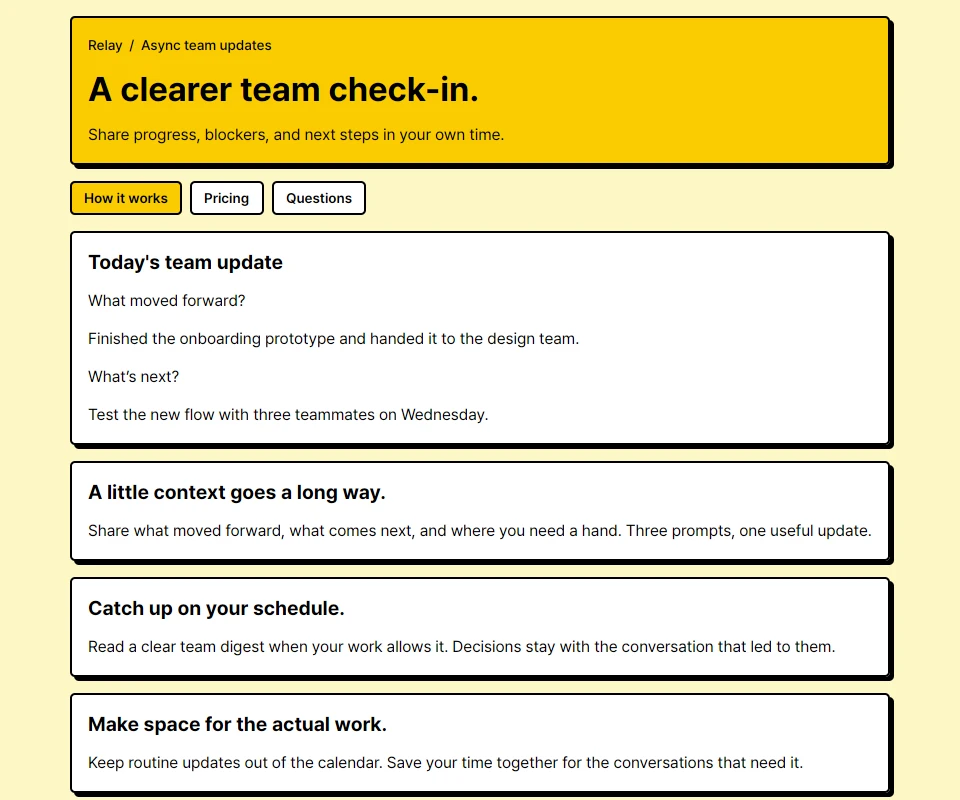 Relay / Async team updates
A clearer team check-in.
Share progress, blockers, and next steps in your own time.
How it works
Pricing
Questions
Today's team update
What moved forward?
Finished the onboarding prototype and handed it to the design team.
What’s next?
Test the new flow with three teammates on Wednesday.
A little context goes a long way.
Share what moved forward, what comes next, and where you need a hand. Three prompts, one useful update.
Catch up on your schedule.
Read a clear team digest when your work allows it. Decisions stay with the conversation that led to them.
Make space for the actual work.
Keep routine updates out of the calendar. Save your time together for the conversations that need it.